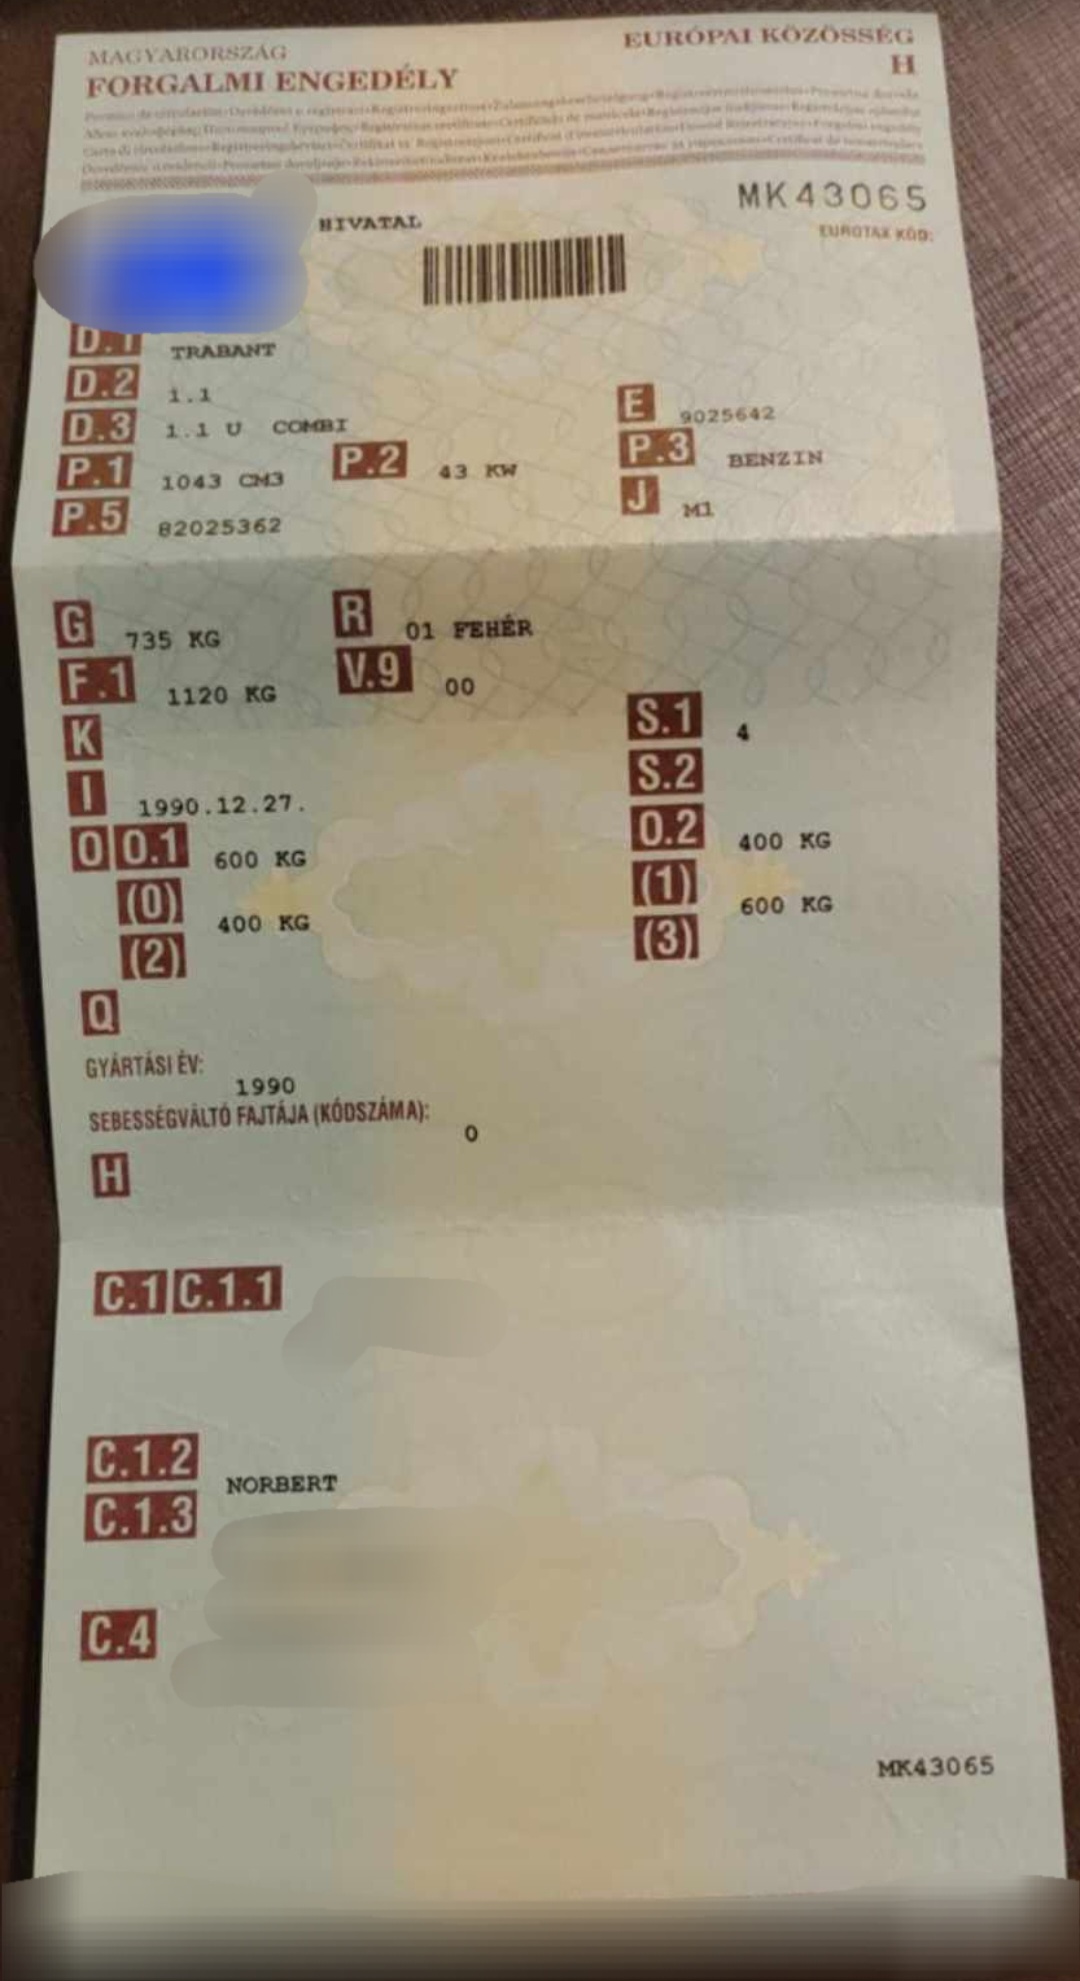 MAGYARORSZÁG
EURÓPAI KÖZÖSSÉG
FORGALMI ENGEDÉLY
H
MK43065
HIVATAL
EUROTAX KÓD:
D.1 TRABANT
D.2 1.1
E 9025642
D.3 1.1 U COMBI
P.3 BENZIN
P.1 1043 CM3 P.2 43 KW
J M1
P.5 82025362
G 735 KG R 01 FEHÉR
F.1 1120 KG V.9 00
K S.1 4
I 1990.12.27. S.2
O O.1 600 KG O.2 400 KG
(0) 400 KG (1) 600 KG
(2) (3)
Q
GYÁRTÁSI ÉV: 1990
SEBESSÉGVÁLTÓ FAJTÁJA (KÓDSZÁMA): 0
H
C.1 C.1.1
C.1.2 NORBERT
C.1.3
C.4
MK43065